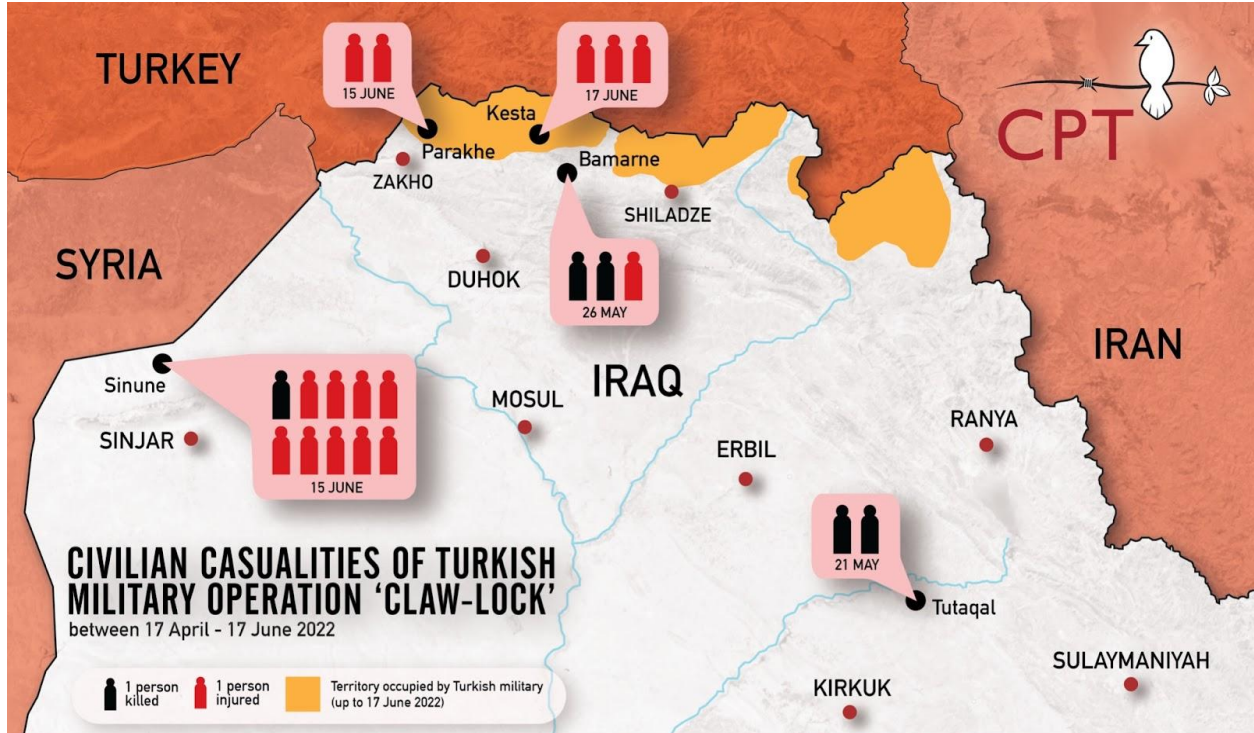 TURKEY
15 JUNE
17 JUNE
Kesta
Parakhe
Bamarne
ZAKHO
SHILADZE
CPT
SYRIA
DUHOK
26 MAY
IRAN
IRAQ
Sinune
SINJAR
15 JUNE
MOSUL
ERBIL
RANYA
21 MAY
Tutaqal
SULAYMANIYAH
KIRKUK
CIVILIAN CASUALITIES OF TURKISH
MILITARY OPERATION ‘CLAW-LOCK’
between 17 April - 17 June 2022
1 person
killed
1 person
injured
Territory occupied by Turkish military
(up to 17 June 2022)